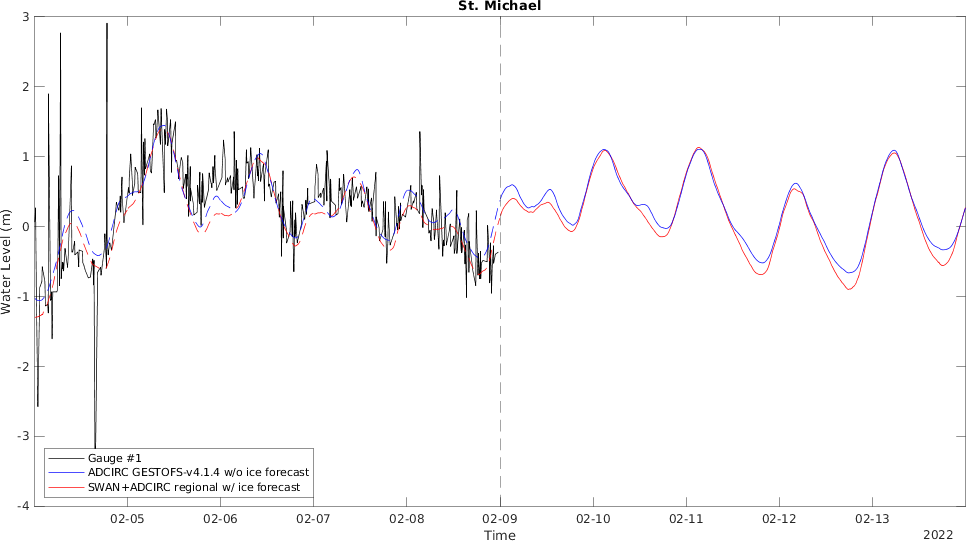 St. Michael
3
2
1
0
-1
-2
-3
-4
Water Level (m)
Gauge #1
ADCIRC GESTOFS-v4.1.4 w/o ice forecast
SWAN+ADCIRC regional w/ ice forecast
02-05 02-06 02-07 02-08 02-09 02-10 02-11 02-12 02-13
Time
2022